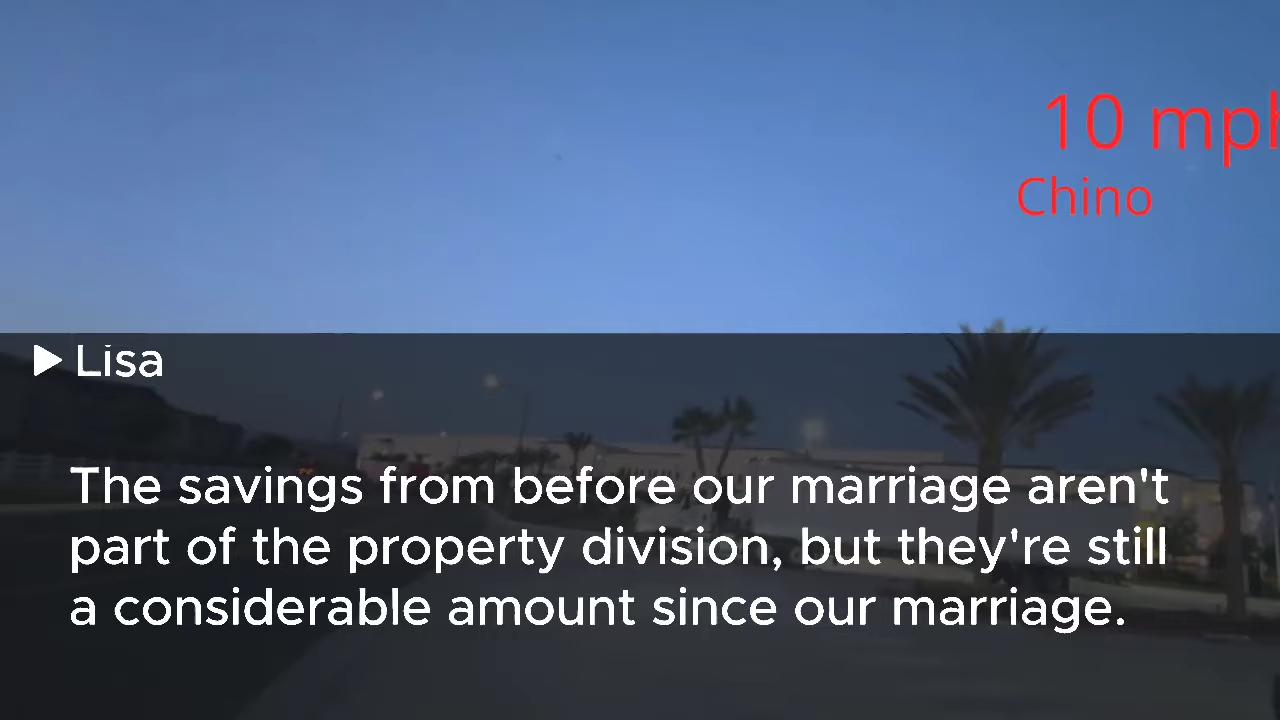 10 mph
Chino
Lisa
The savings from before our marriage aren't
part of the property division, but they're still
a considerable amount since our marriage.